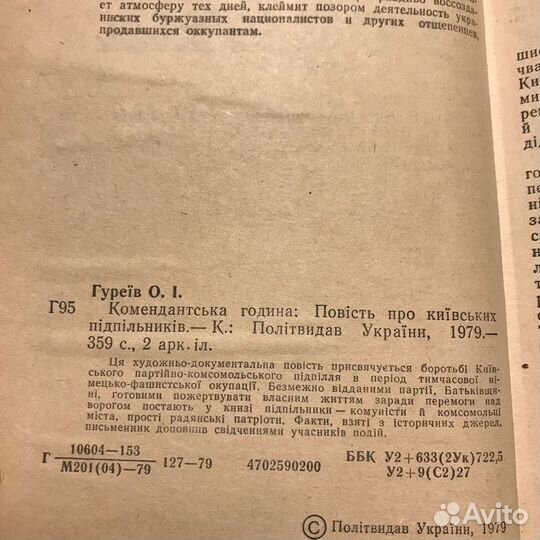 ет атмосферу тех дней, клеймит позором деятельность укра-
инских буржуазных националистов и других отщепенцев,
продавшихся оккупантам.
Гуреїв О. І.
Г95 Комендантська година: Повість про київських
підпільників.— К.: Політвидав України, 1979.—
359 с., 2 арк. іл.
Ця художньо-документальна повість присвячується боротьбі Київ-
ського партійно-комсомольського підпілля в період тимчасової ні-
мецько-фашистської окупації. Безмежно віддáними партії, Батьківщи-
ні, готовими пожертвувати власним життям заради перемоги над
ворогом постають у книзі підпільники — комуністи й комсомольці
міста, прості радянські патріоти. Факти, взяті з історичних джерел,
письменник доповнив свідченнями учасників подій.
Г 10604—153
М201(04)—79 127—79 4702590200 ББК У2+633(2Ук)722,5
У2+9(С2)27
© Політвидав України, 1979
Avito